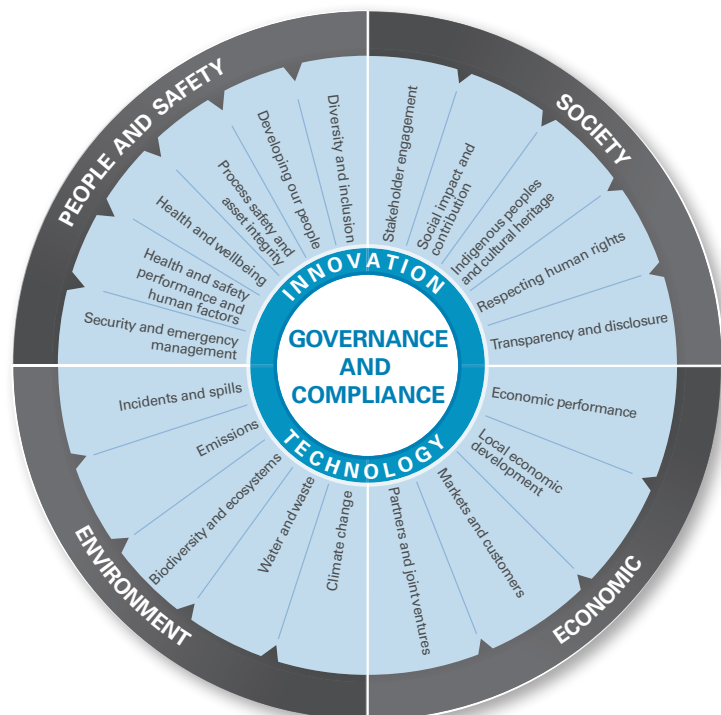 PEOPLE AND SAFETY
Security and emergency
management
Health and safety
performance and
human factors
Health and wellbeing
Process safety and
asset integrity
Developing our people
Diversity and inclusion
SOCIETY
Stakeholder engagement
Social impact and
contribution
Indigenous peoples
and cultural heritage
Respecting human rights
Transparency and disclosure
INNOVATION
GOVERNANCE
AND
COMPLIANCE
TECHNOLOGY
ENVIRONMENT
Incidents and spills
Emissions
Biodiversity and ecosystems
Water and waste
Climate change
ECONOMIC
Economic performance
Local economic
development
Markets and customers
Partners and joint ventures